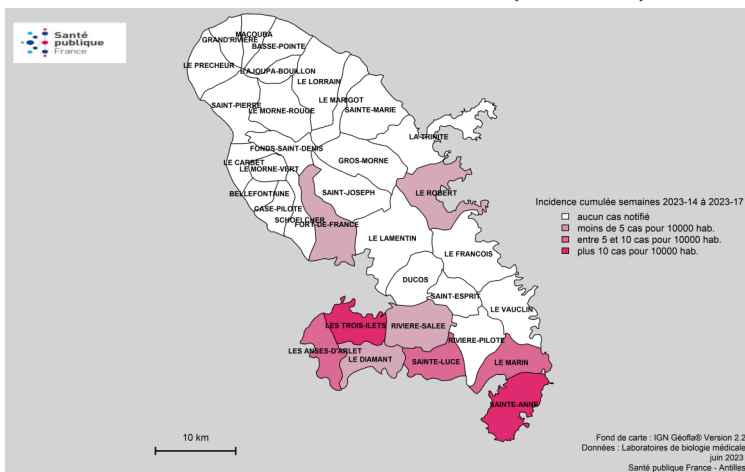 Santé
publique
France
MACOUBA
GRAND'RIVIERE
BASSE-POINTE
LE PRECHEUR
L'AJOUPA-BOUILLON
LE LORRAIN
SAINT-PIERRE
LE MORNE-ROUGE
LE MARIGOT
SAINTE-MARIE
LA TRINITE
FONDS-SAINT-DENIS
LE CARBET
LE MORNE-VERT
GROS-MORNE
BELLEFONTAINE
SAINT-JOSEPH
LE ROBERT
CASE-PILOTE
SCHOELCHER
FORT-DE-FRANCE
LE LAMENTIN
LE FRANCOIS
DUCOS
SAINT-ESPRIT
LE VAUCLIN
LES TROIS-ILETS
RIVIERE-SALEE
RIVIERE-PILOTE
LES ANSES-D'ARLET
LE DIAMANT
SAINTE-LUCE
LE MARIN
SAINTE-ANNE
Incidence cumulée semaines 2023-14 à 2023-17
aucun cas notifié
moins de 5 cas pour 10000 hab.
entre 5 et 10 cas pour 10000 hab.
plus 10 cas pour 10000 hab.
10 km
Fond de carte : IGN Géofla® Version 2.2
Données : Laboratoires de biologie médicale
juin 2023
Santé publique France - Antilles